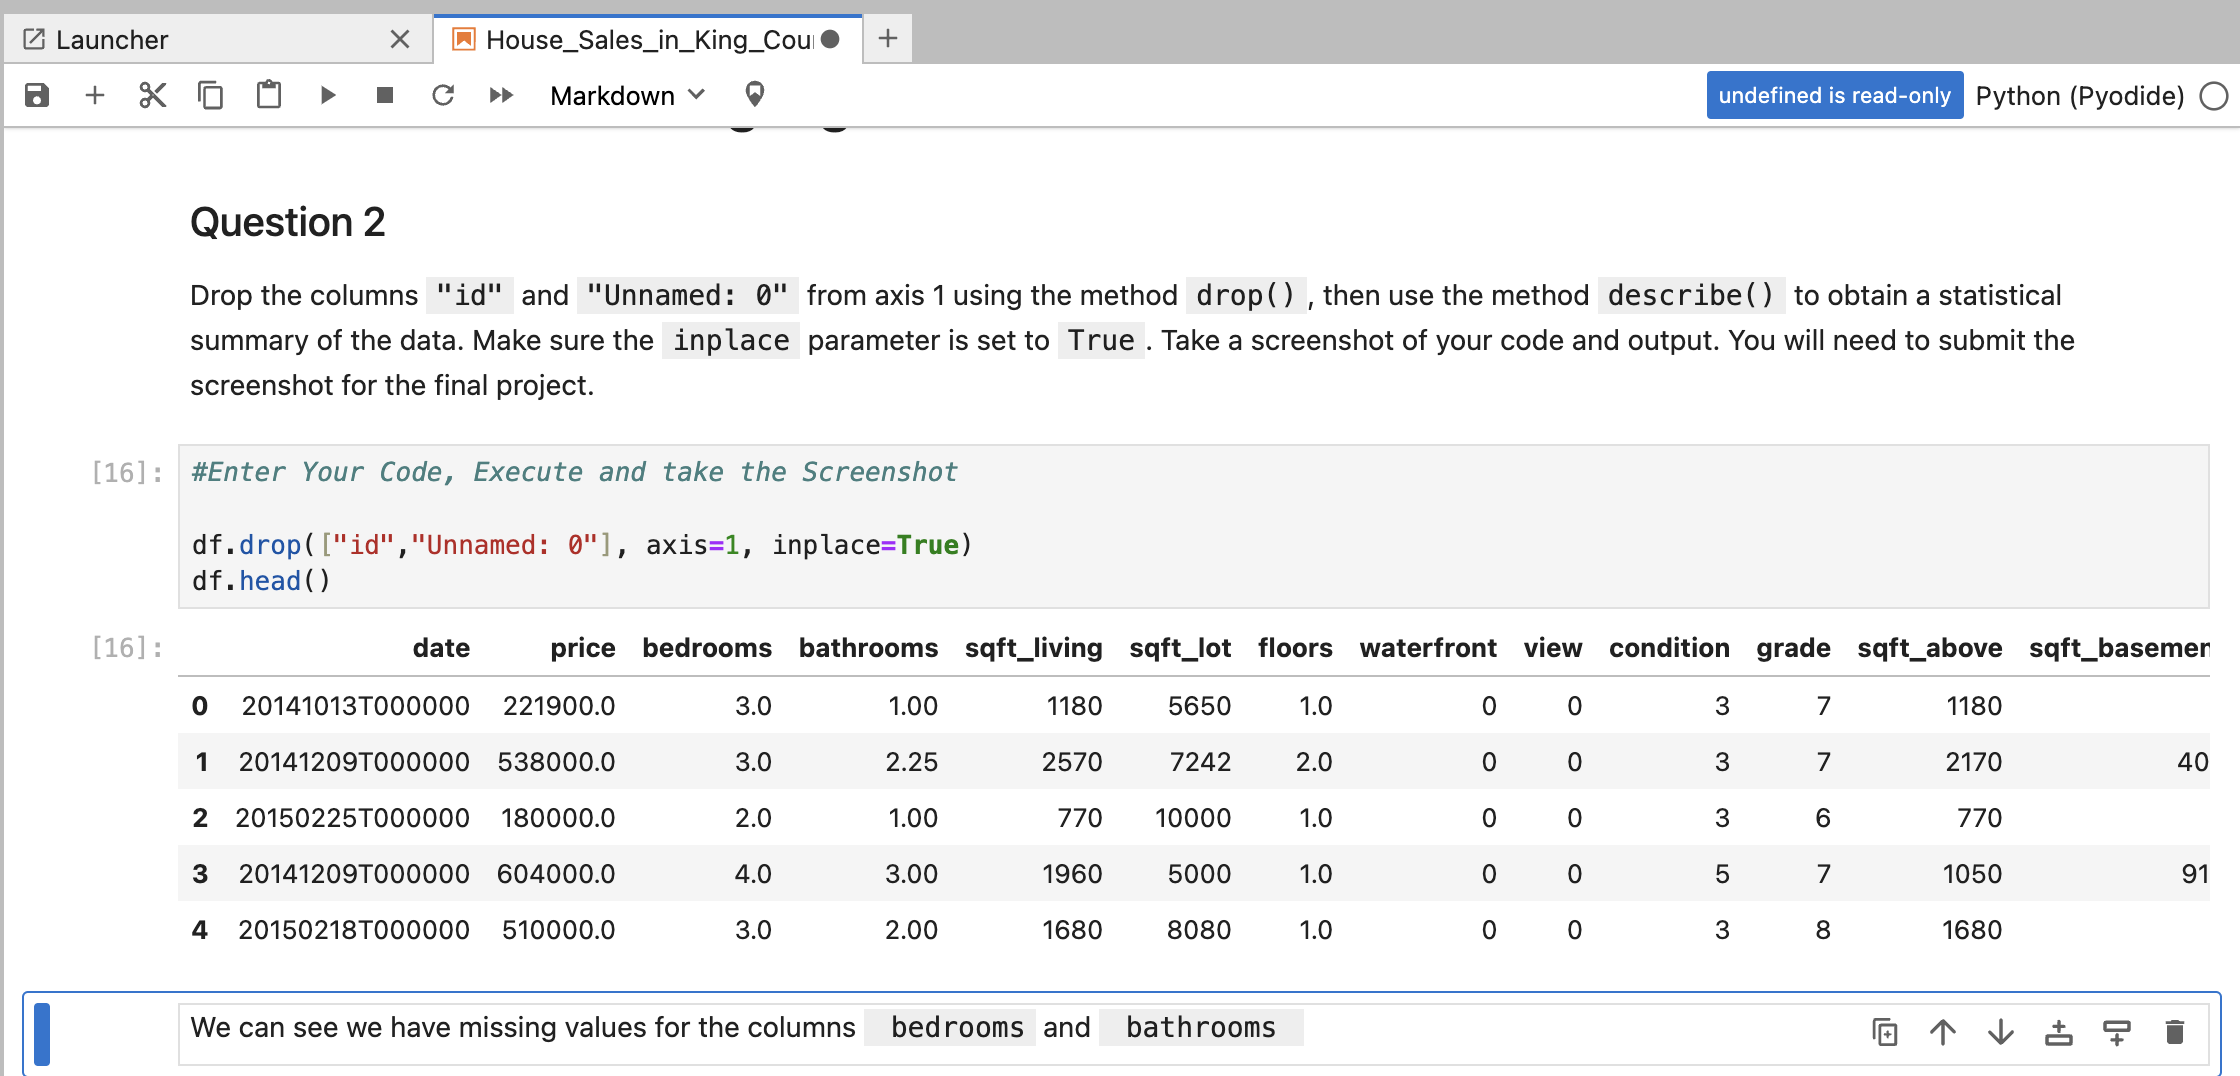 Launcher
House_Sales_in_King_Cou
Markdown
undefined is read-only Python (Pyodide)
Question 2
Drop the columns "id" and "Unnamed: 0" from axis 1 using the method drop(), then use the method describe() to obtain a statistical
summary of the data. Make sure the inplace parameter is set to True. Take a screenshot of your code and output. You will need to submit the
screenshot for the final project.
[16]: #Enter Your Code, Execute and take the Screenshot
df.drop(["id","Unnamed: 0"], axis=1, inplace=True)
df.head()
[16]: date price bedrooms bathrooms sqft_living sqft_lot floors waterfront view condition grade sqft_above sqft_basemen
0 20141013T000000 221900.0 3.0 1.00 1180 5650 1.0 0 0 3 7 1180
1 20141209T000000 538000.0 3.0 2.25 2570 7242 2.0 0 0 3 7 2170 40
2 20150225T000000 180000.0 2.0 1.00 770 10000 1.0 0 0 3 6 770
3 20141209T000000 604000.0 4.0 3.00 1960 5000 1.0 0 0 5 7 1050 91
4 20150218T000000 510000.0 3.0 2.00 1680 8080 1.0 0 0 3 8 1680
We can see we have missing values for the columns bedrooms and bathrooms